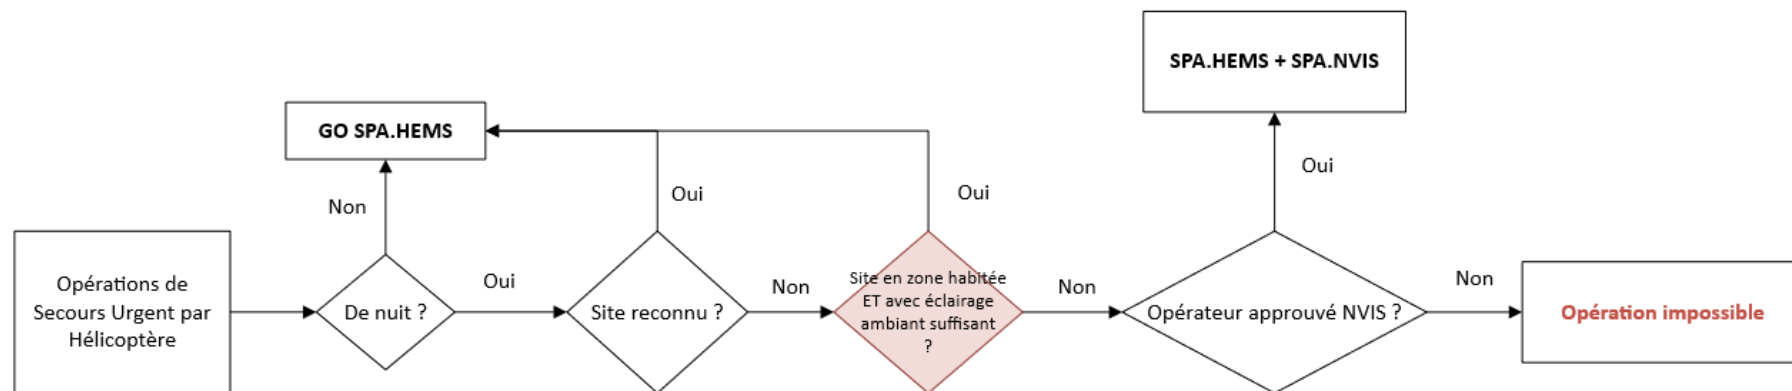 SPA.HEMS + SPA.NVIS
GO SPA.HEMS
Oui
Non
Oui
Oui
Opérations de
Secours Urgent par
Hélicoptère
De nuit ?
Oui
Site reconnu ?
Non
Site en zone habitée
ET avec éclairage
ambiant suffisant
?
Non
Opérateur approuvé NVIS ?
Non
Opération impossible